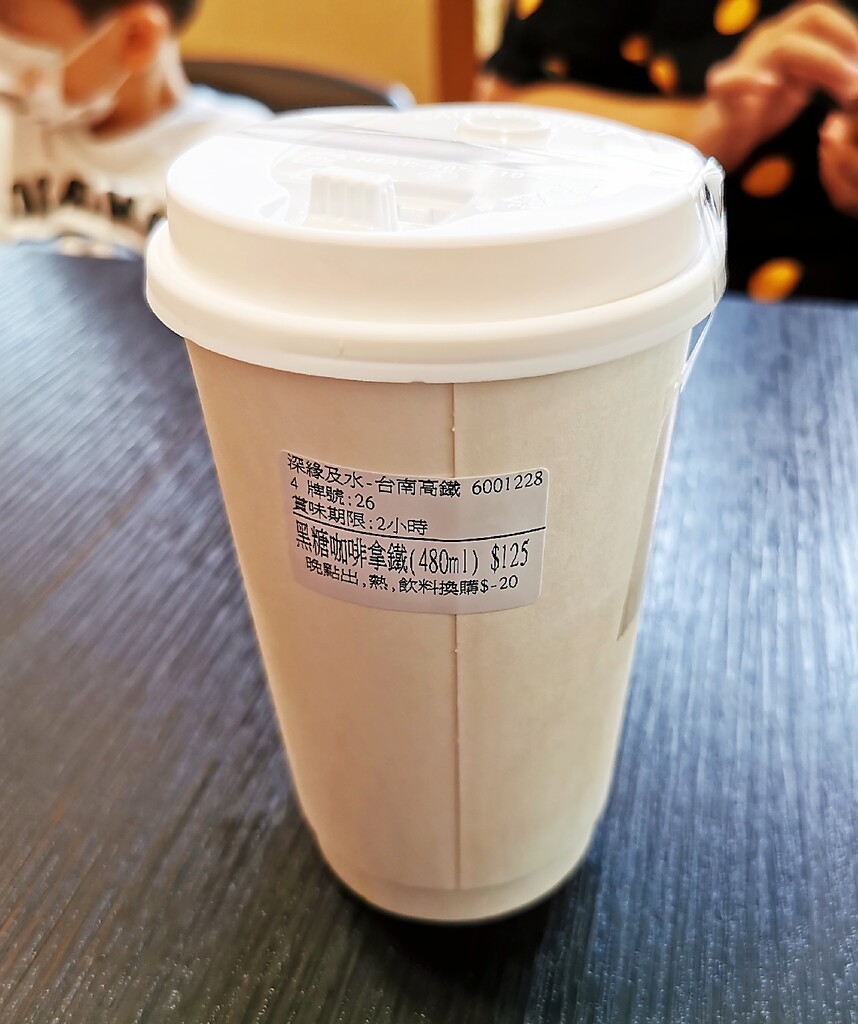 深緣及水-台南高鐵 6001228
4 牌號:26
賞味期限:2小時
黑糖咖啡拿鐵(480ml) $125
晚點出,熱,飲料換購$-20